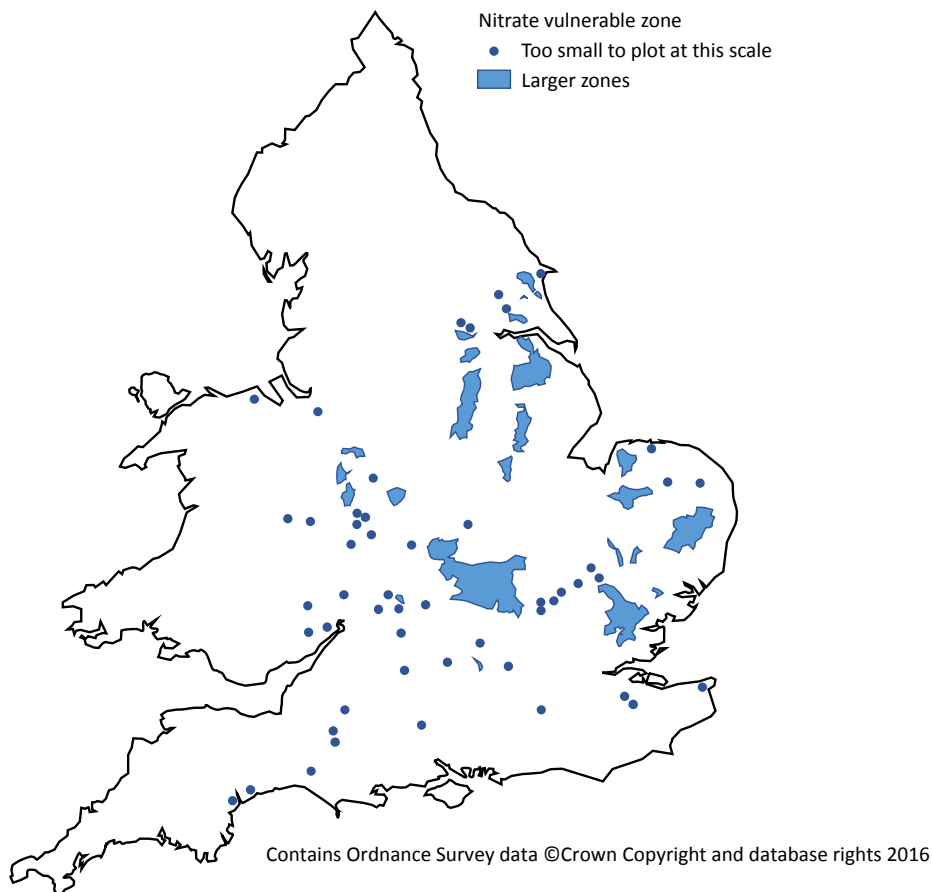 Nitrate vulnerable zone
Too small to plot at this scale
Larger zones
Contains Ordnance Survey data ©Crown Copyright and database rights 2016